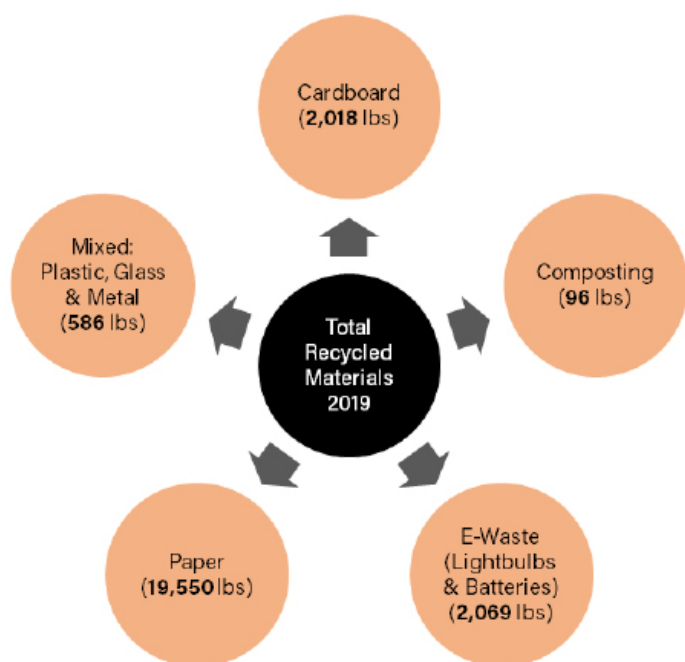 Cardboard
(2,018 lbs)
Mixed:
Plastic, Glass
& Metal
(586 lbs)
Composting
(96 lbs)
Total
Recycled
Materials
2019
Paper
(19,550 lbs)
E-Waste
(Lightbulbs
& Batteries)
(2,069 lbs)